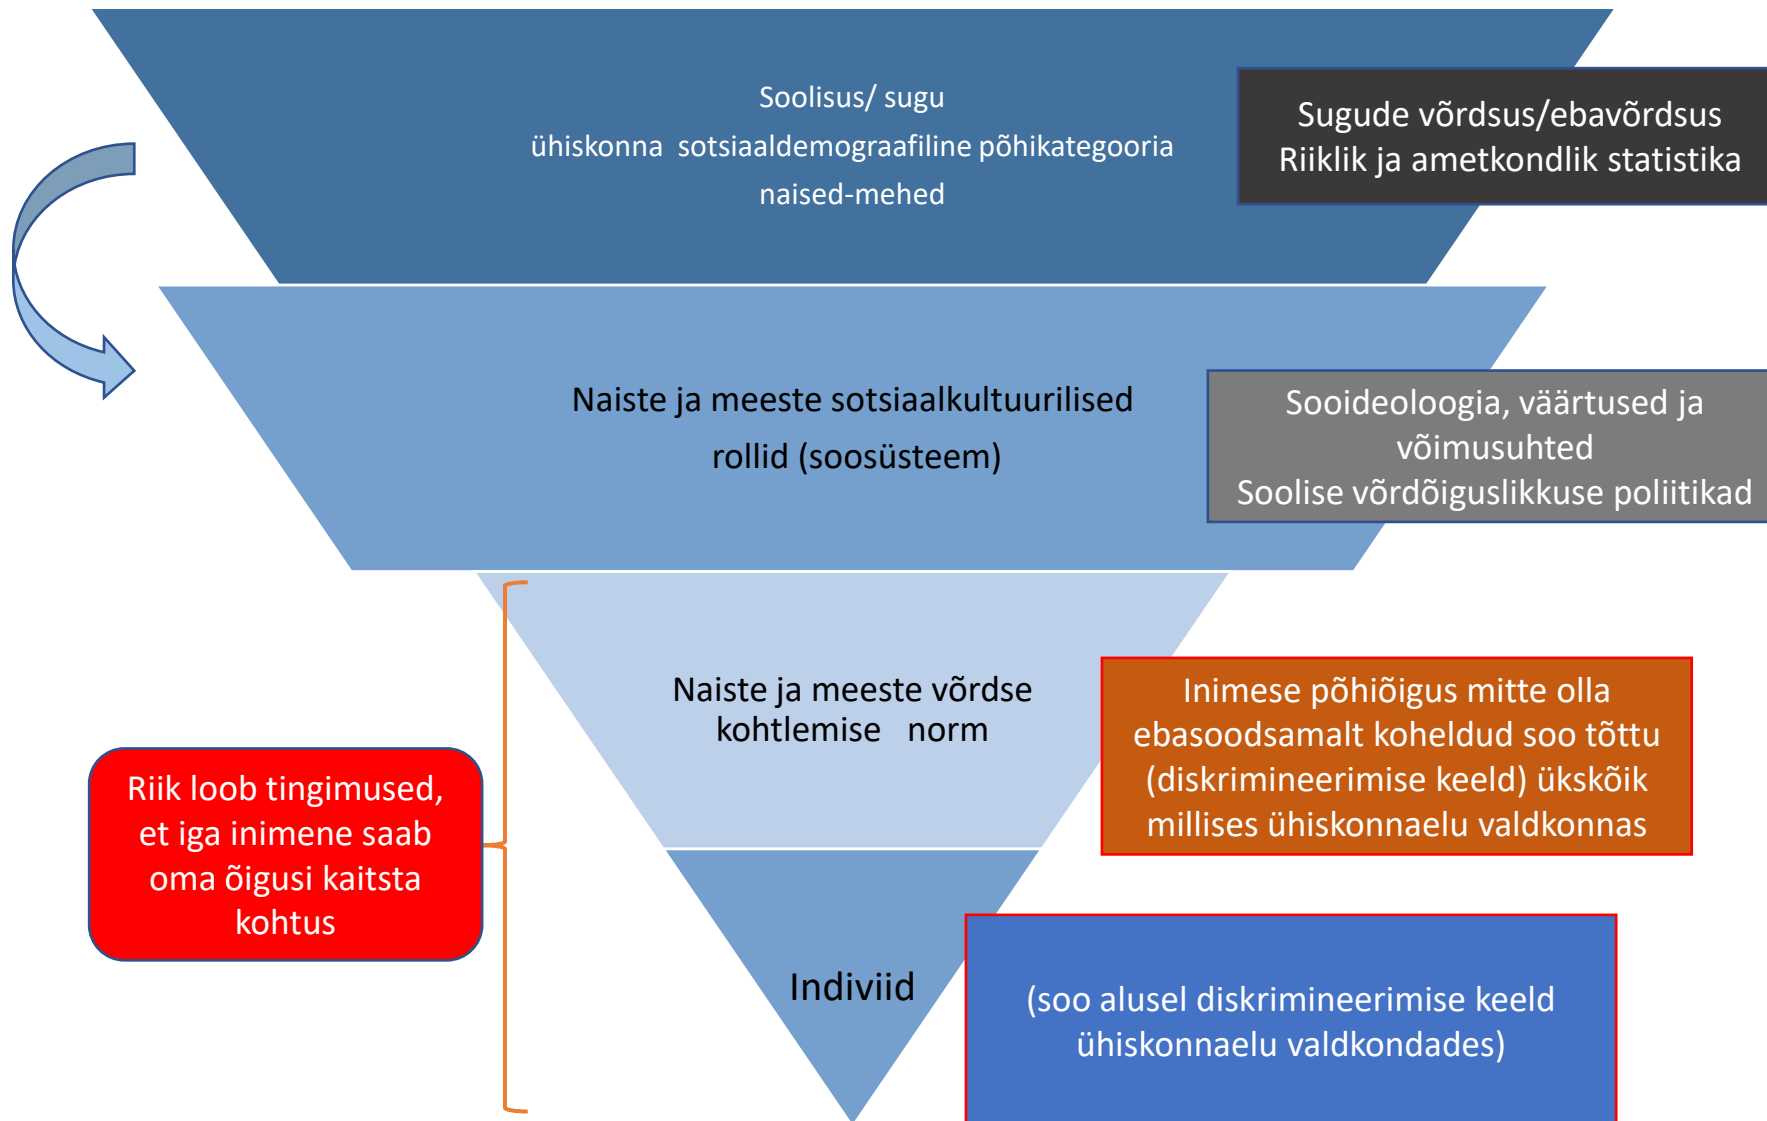 Soolisus/ sugu
ühiskonna sotsiaaldemograafiline põhikategooria
naised-mehed
Sugude võrdsus/ebavõrdsus
Riiklik ja ametkondlik statistika
Naiste ja meeste sotsiaalkultuurilised
rollid (soosüsteem)
Sooideoloogia, väärtused ja
võimusuhted
Soolise võrdõiguslikkuse poliitikad
Naiste ja meeste võrdse
kohtlemise norm
Inimese põhiõigus mitte olla
ebasoodsamalt koheldud soo tõttu
(diskrimineerimise keeld) ükskõik
millises ühiskonnaelu valdkonnas
Riik loob tingimused,
et iga inimene saab
oma õigusi kaitsta
kohtus
Indiviid
(soo alusel diskrimineerimise keeld
ühiskonnaelu valdkondades)